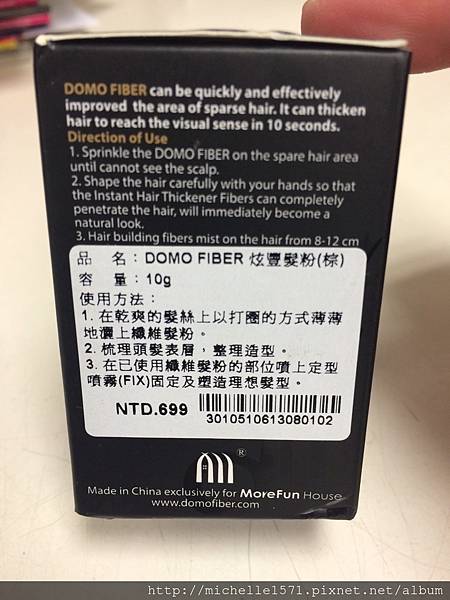 DOMO FIBER can be quickly and effectively
improved the area of sparse hair. It can thicken
hair to reach the visual sense in 10 seconds.
Direction of Use
1. Sprinkle the DOMO FIBER on the spare hair area
until cannot see the scalp.
2. Shape the hair carefully with your hands so that
the Instant Hair Thickener Fibers can completely
penetrate the hair, will immediately become a
natural look.
3. Hair building fibers mist on the hair from 8-12 cm
品 名：DOMO FIBER 炫豐髮粉(棕)
容 量：10g
使用方法：
1. 在乾爽的髮絲上以打圈的方式薄薄
地灑上纖維髮粉。
2. 梳理頭髮表層，整理造型。
3. 在已使用纖維髮粉的部位噴上定型
噴霧(FIX)固定及塑造理想髮型。
NTD.699
3010510613080102
®
Made in China exclusively for MoreFun House
www.domofiber.com
http://michelle1571.pixnet.net/album